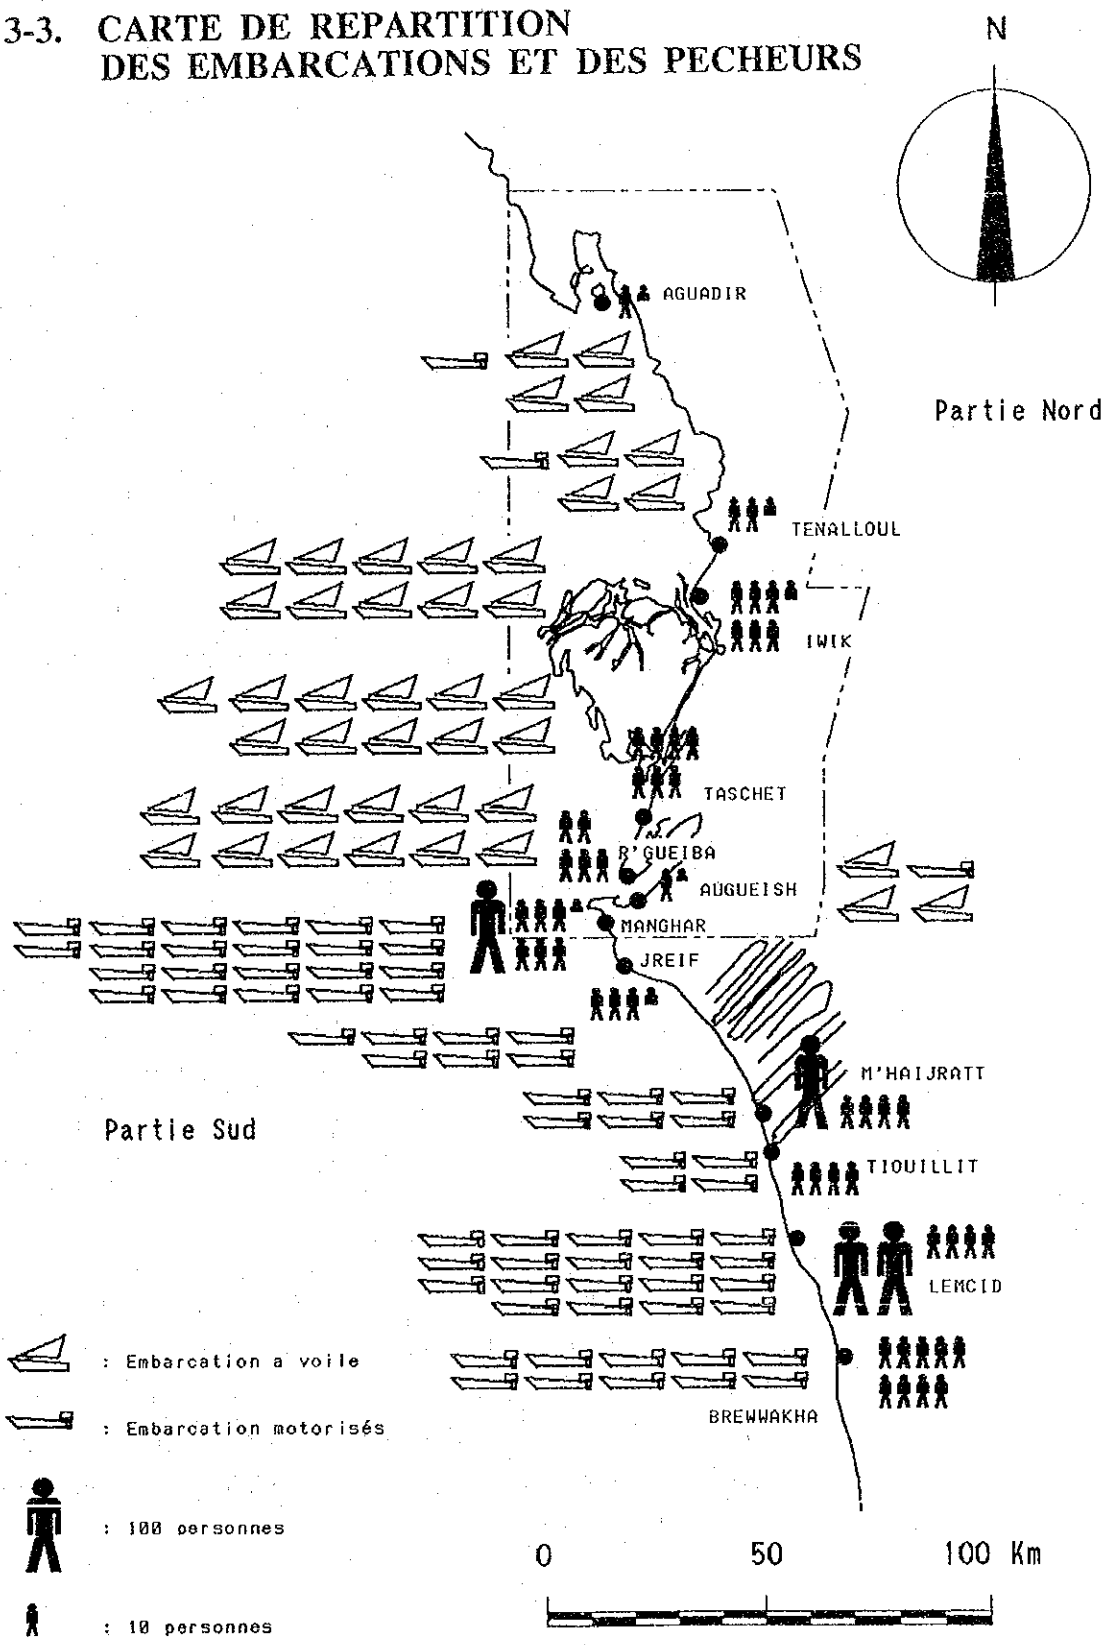 3-3. CARTE DE REPARTITION
DES EMBARCATIONS ET DES PECHEURS
N
AGUADIR
Partie Nord
TENALLOUL
IWIK
TASCHET
R'GUEIBA
AUGUEISH
MANGHAR
JREIF
M'HAIJRATT
Partie Sud
TIOUILLIT
LEMCID
: Embarcation a voile
BREWWAKHA
: Embarcation motorisés
: 100 personnes
0 50 100 Km
: 10 personnes